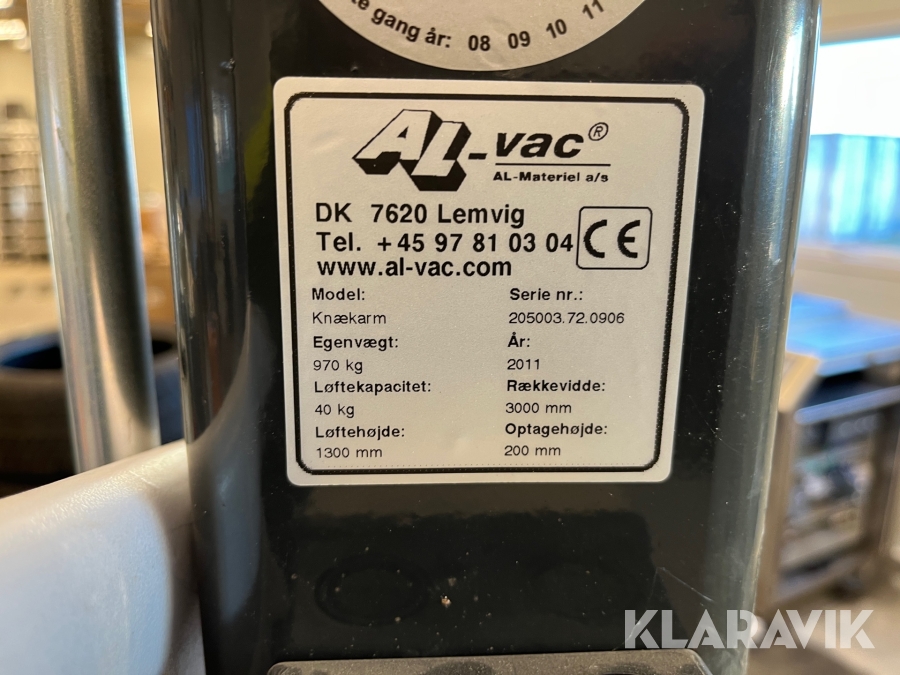 gang år: 08 09 10 11
AL-vac®
AL-Materiel a/s
DK 7620 Lemvig
Tel. +45 97 81 03 04
CE
www.al-vac.com
Model: Serie nr.:
Knækarm 205003.72.0906
Egenvægt: År:
970 kg 2011
Løftekapacitet: Rækkevidde:
40 kg 3000 mm
Løftehøjde: Optagehøjde:
1300 mm 200 mm
KLARAVIK